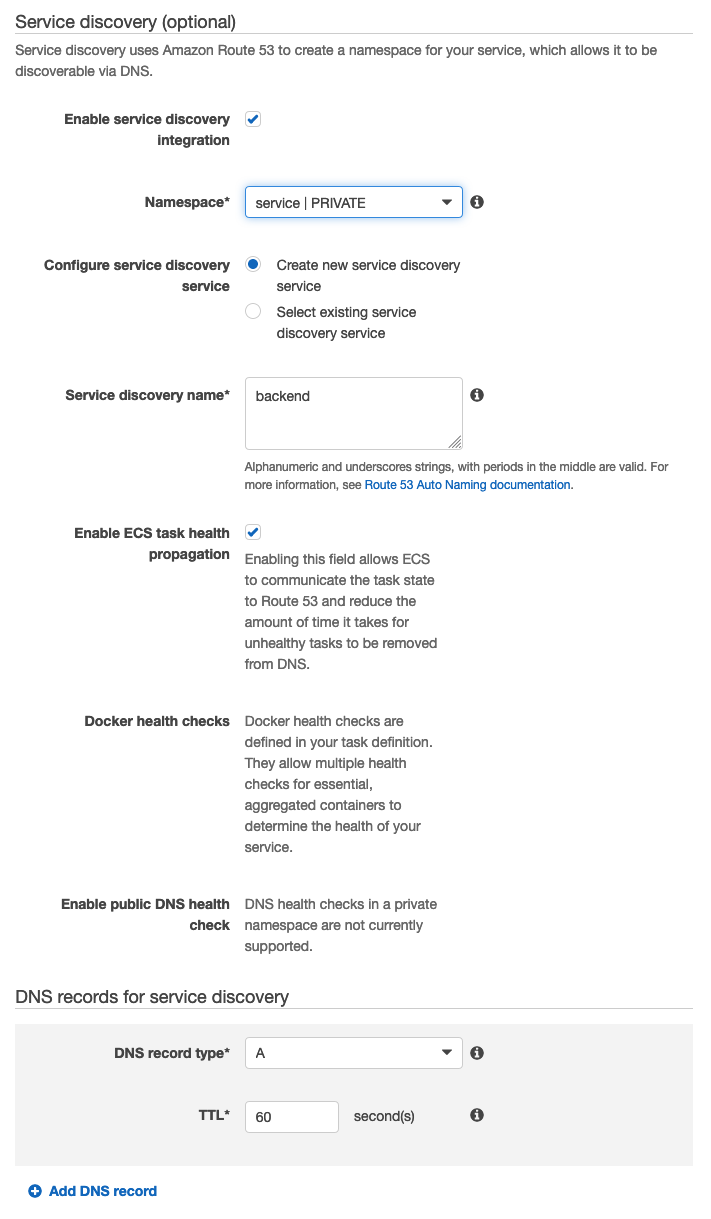 Service discovery (optional)
Service discovery uses Amazon Route 53 to create a namespace for your service, which allows it to be
discoverable via DNS.
Enable service discovery
integration
Namespace*
service | PRIVATE
Configure service discovery
service
Create new service discovery
service
Select existing service
discovery service
Service discovery name*
backend
Alphanumeric and underscores strings, with periods in the middle are valid. For
more information, see Route 53 Auto Naming documentation.
Enable ECS task health
propagation
Enabling this field allows ECS
to communicate the task state
to Route 53 and reduce the
amount of time it takes for
unhealthy tasks to be removed
from DNS.
Docker health checks
Docker health checks are
defined in your task definition.
They allow multiple health
checks for essential,
aggregated containers to
determine the health of your
service.
Enable public DNS health
check
DNS health checks in a private
namespace are not currently
supported.
DNS records for service discovery
DNS record type*
A
TTL*
60
second(s)
Add DNS record